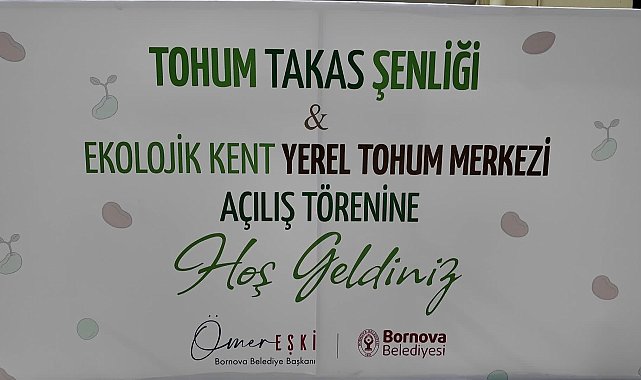 TOHUM TAKAS ŞENLİĞİ
&
EKOLOJİK KENT YEREL TOHUM MERKEZİ
AÇILIŞ TÖRENİNE
Hoş Geldiniz
Ömer EŞKİ
Bornova Belediye Başkanı
Bornova
Belediyesi